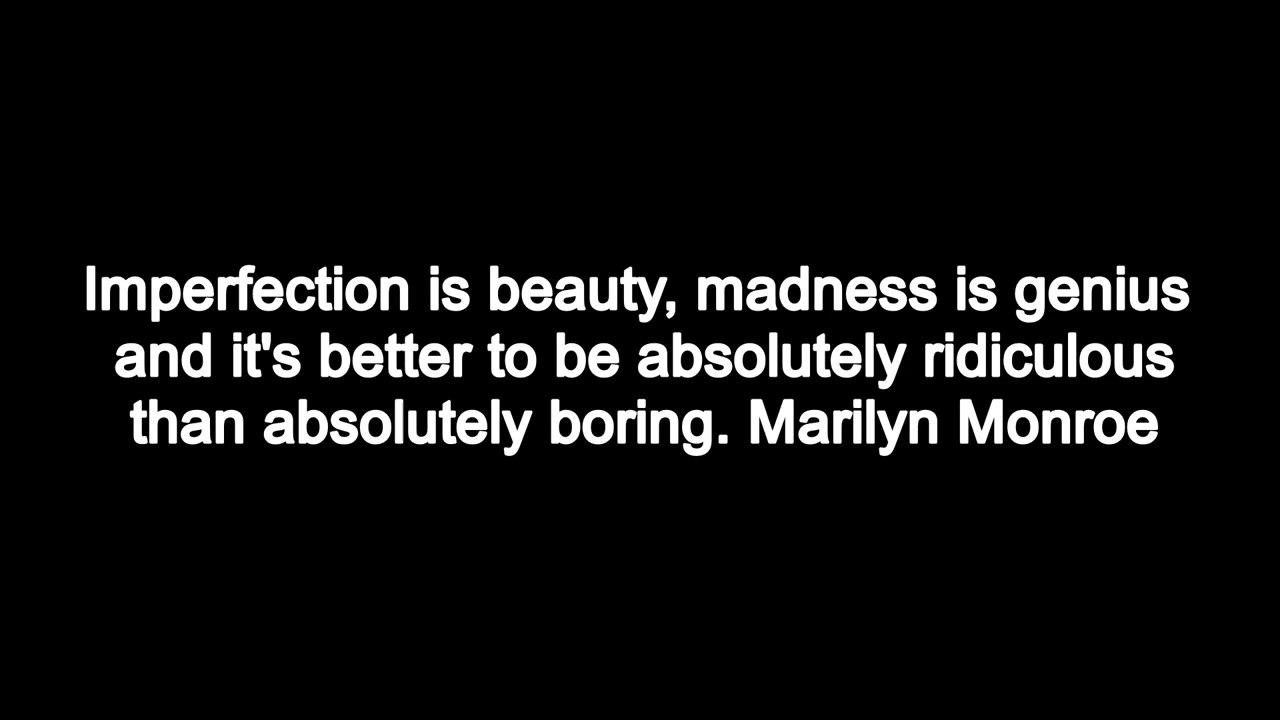 Imperfection is beauty, madness is genius
and it's better to be absolutely ridiculous
than absolutely boring. Marilyn Monroe